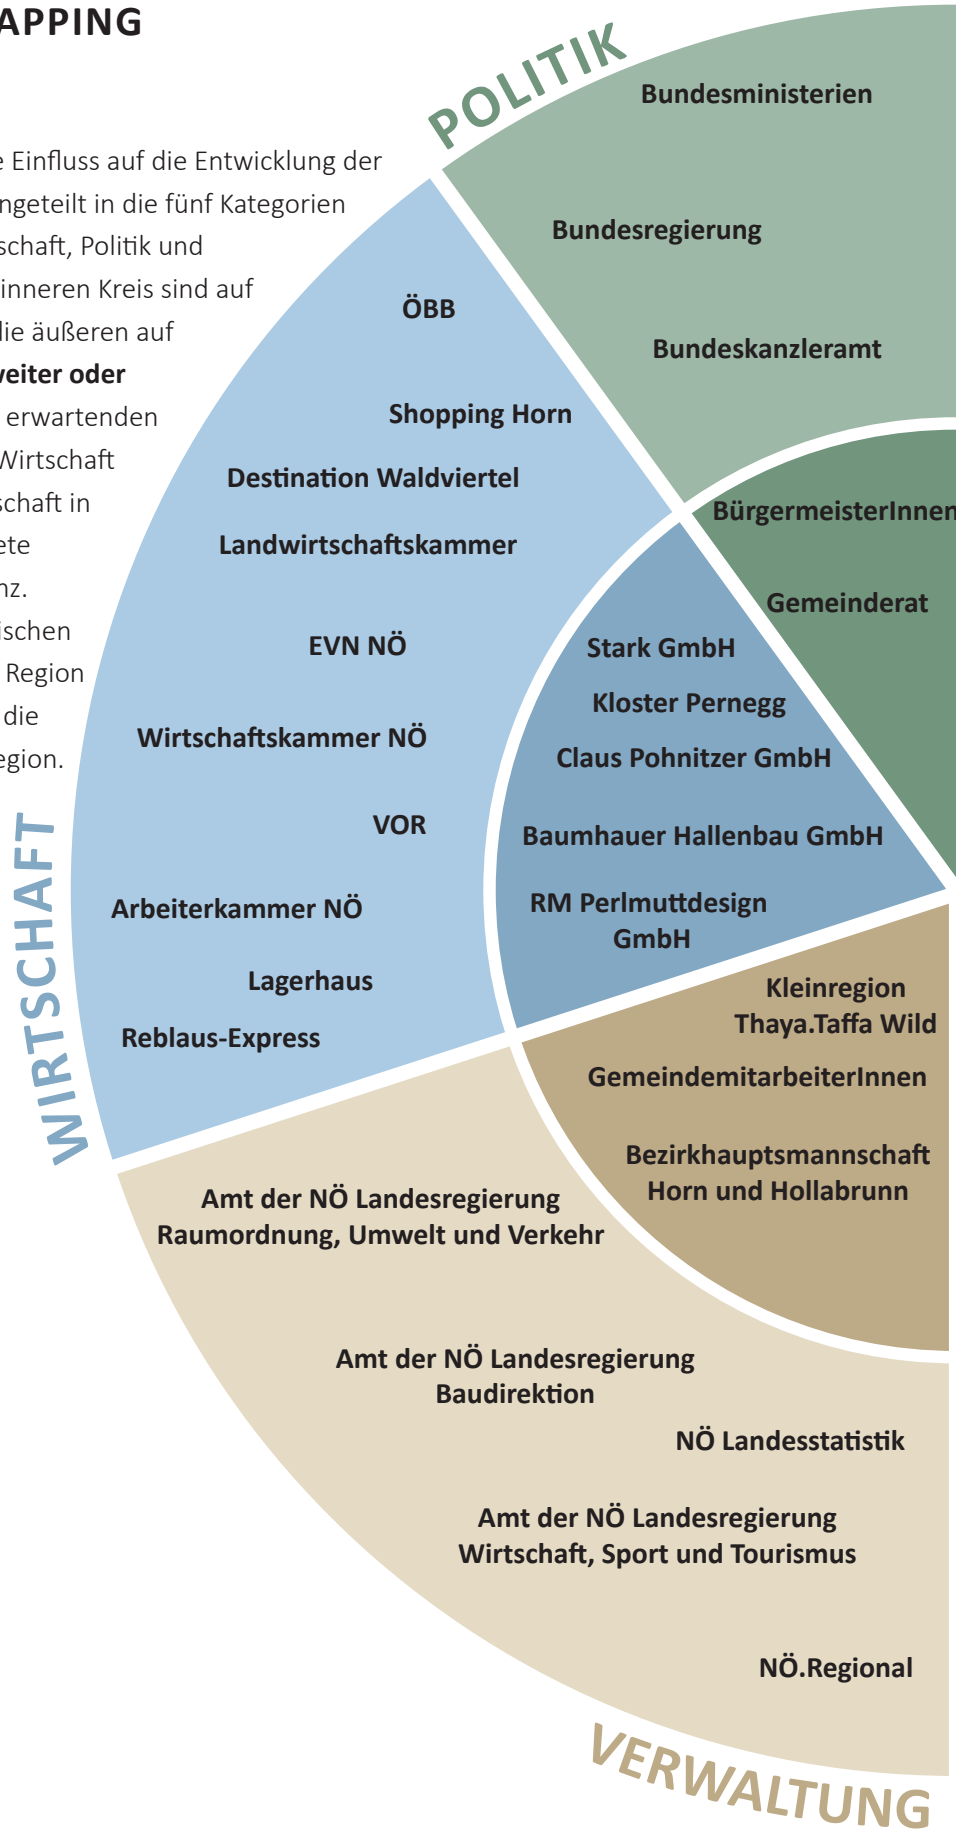 APPING
e Einfluss auf die Entwicklung der
ngeteilt in die fünf Kategorien
schaft, Politik und
inneren Kreis sind auf
die äußeren auf
weiter oder
erwartenden
Wirtschaft
schaft in
ete
nz.
ischen
Region
die
egion.
POLITIK
Bundesministerien
Bundesregierung
Bundeskanzleramt
BürgermeisterInnen
Gemeinderat
WIRTSCHAFT
ÖBB
Shopping Horn
Destination Waldviertel
Landwirtschaftskammer
EVN NÖ
Wirtschaftskammer NÖ
VOR
Arbeiterkammer NÖ
Lagerhaus
Reblaus-Express
Stark GmbH
Kloster Pernegg
Claus Pohnitzer GmbH
Baumhauer Hallenbau GmbH
RM Perlmuttdesign
GmbH
Kleinregion
Thaya.Taffa Wild
GemeindemitarbeiterInnen
Bezirkhauptsmannschaft
Horn und Hollabrunn
Amt der NÖ Landesregierung
Raumordnung, Umwelt und Verkehr
Amt der NÖ Landesregierung
Baudirektion
NÖ Landesstatistik
Amt der NÖ Landesregierung
Wirtschaft, Sport und Tourismus
NÖ.Regional
VERWALTUNG